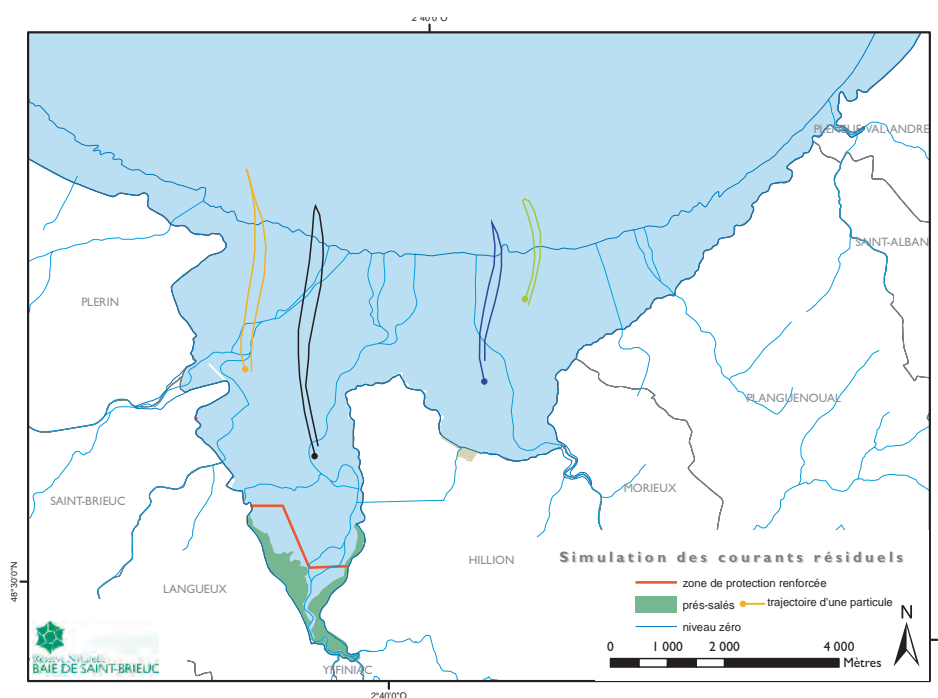 2°40'0"O
PLENEUF-VAL-ANDRE
SAINT-ALBAN
PLERIN
PLANGUENOUAL
SAINT-BRIEUC
MORIEUX
HILLION
LANGUEUX
YFFINIAC
48°30'0"N
Simulation des courants résiduels
zone de protection renforcée
prés-salés
trajectoire d'une particule
niveau zéro
N
0 1 000 2 000 4 000
Mètres
Réserve Naturelle
BAIE DE SAINT-BRIEUC
2°40'0"O